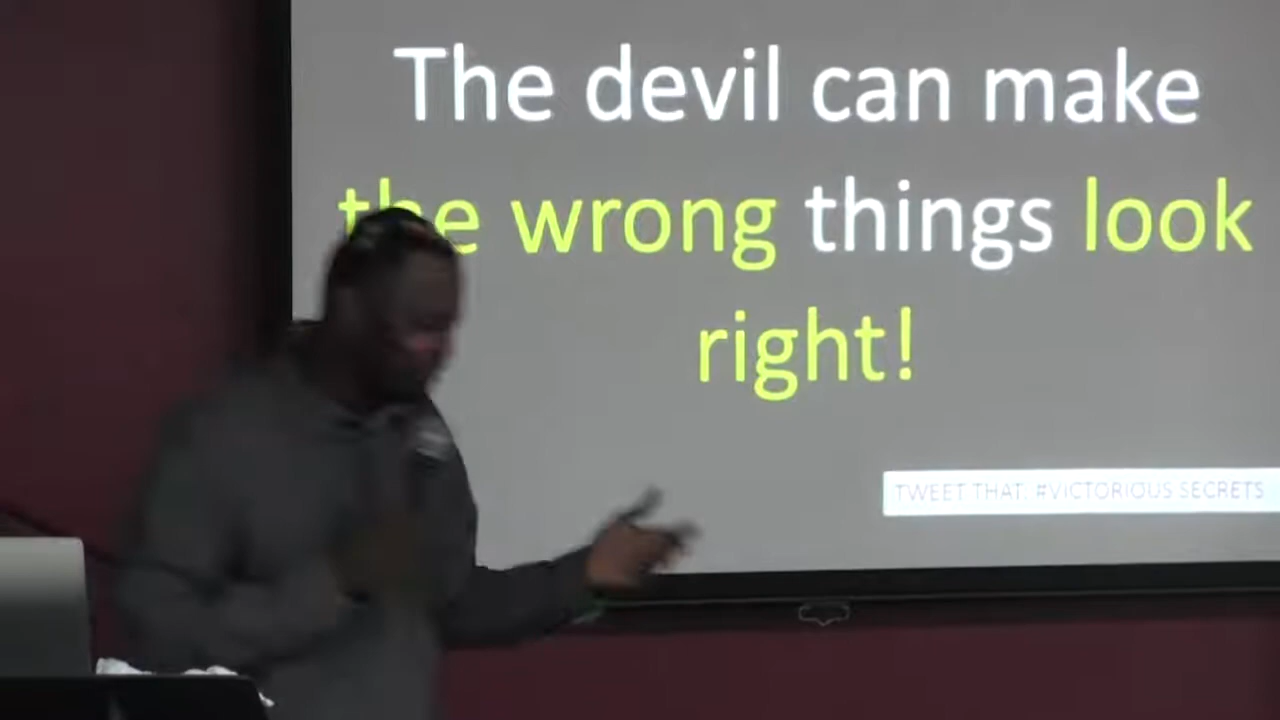 The devil can make
the wrong things look
right!
TWEET THAT: #VICTORIOUS SECRETS